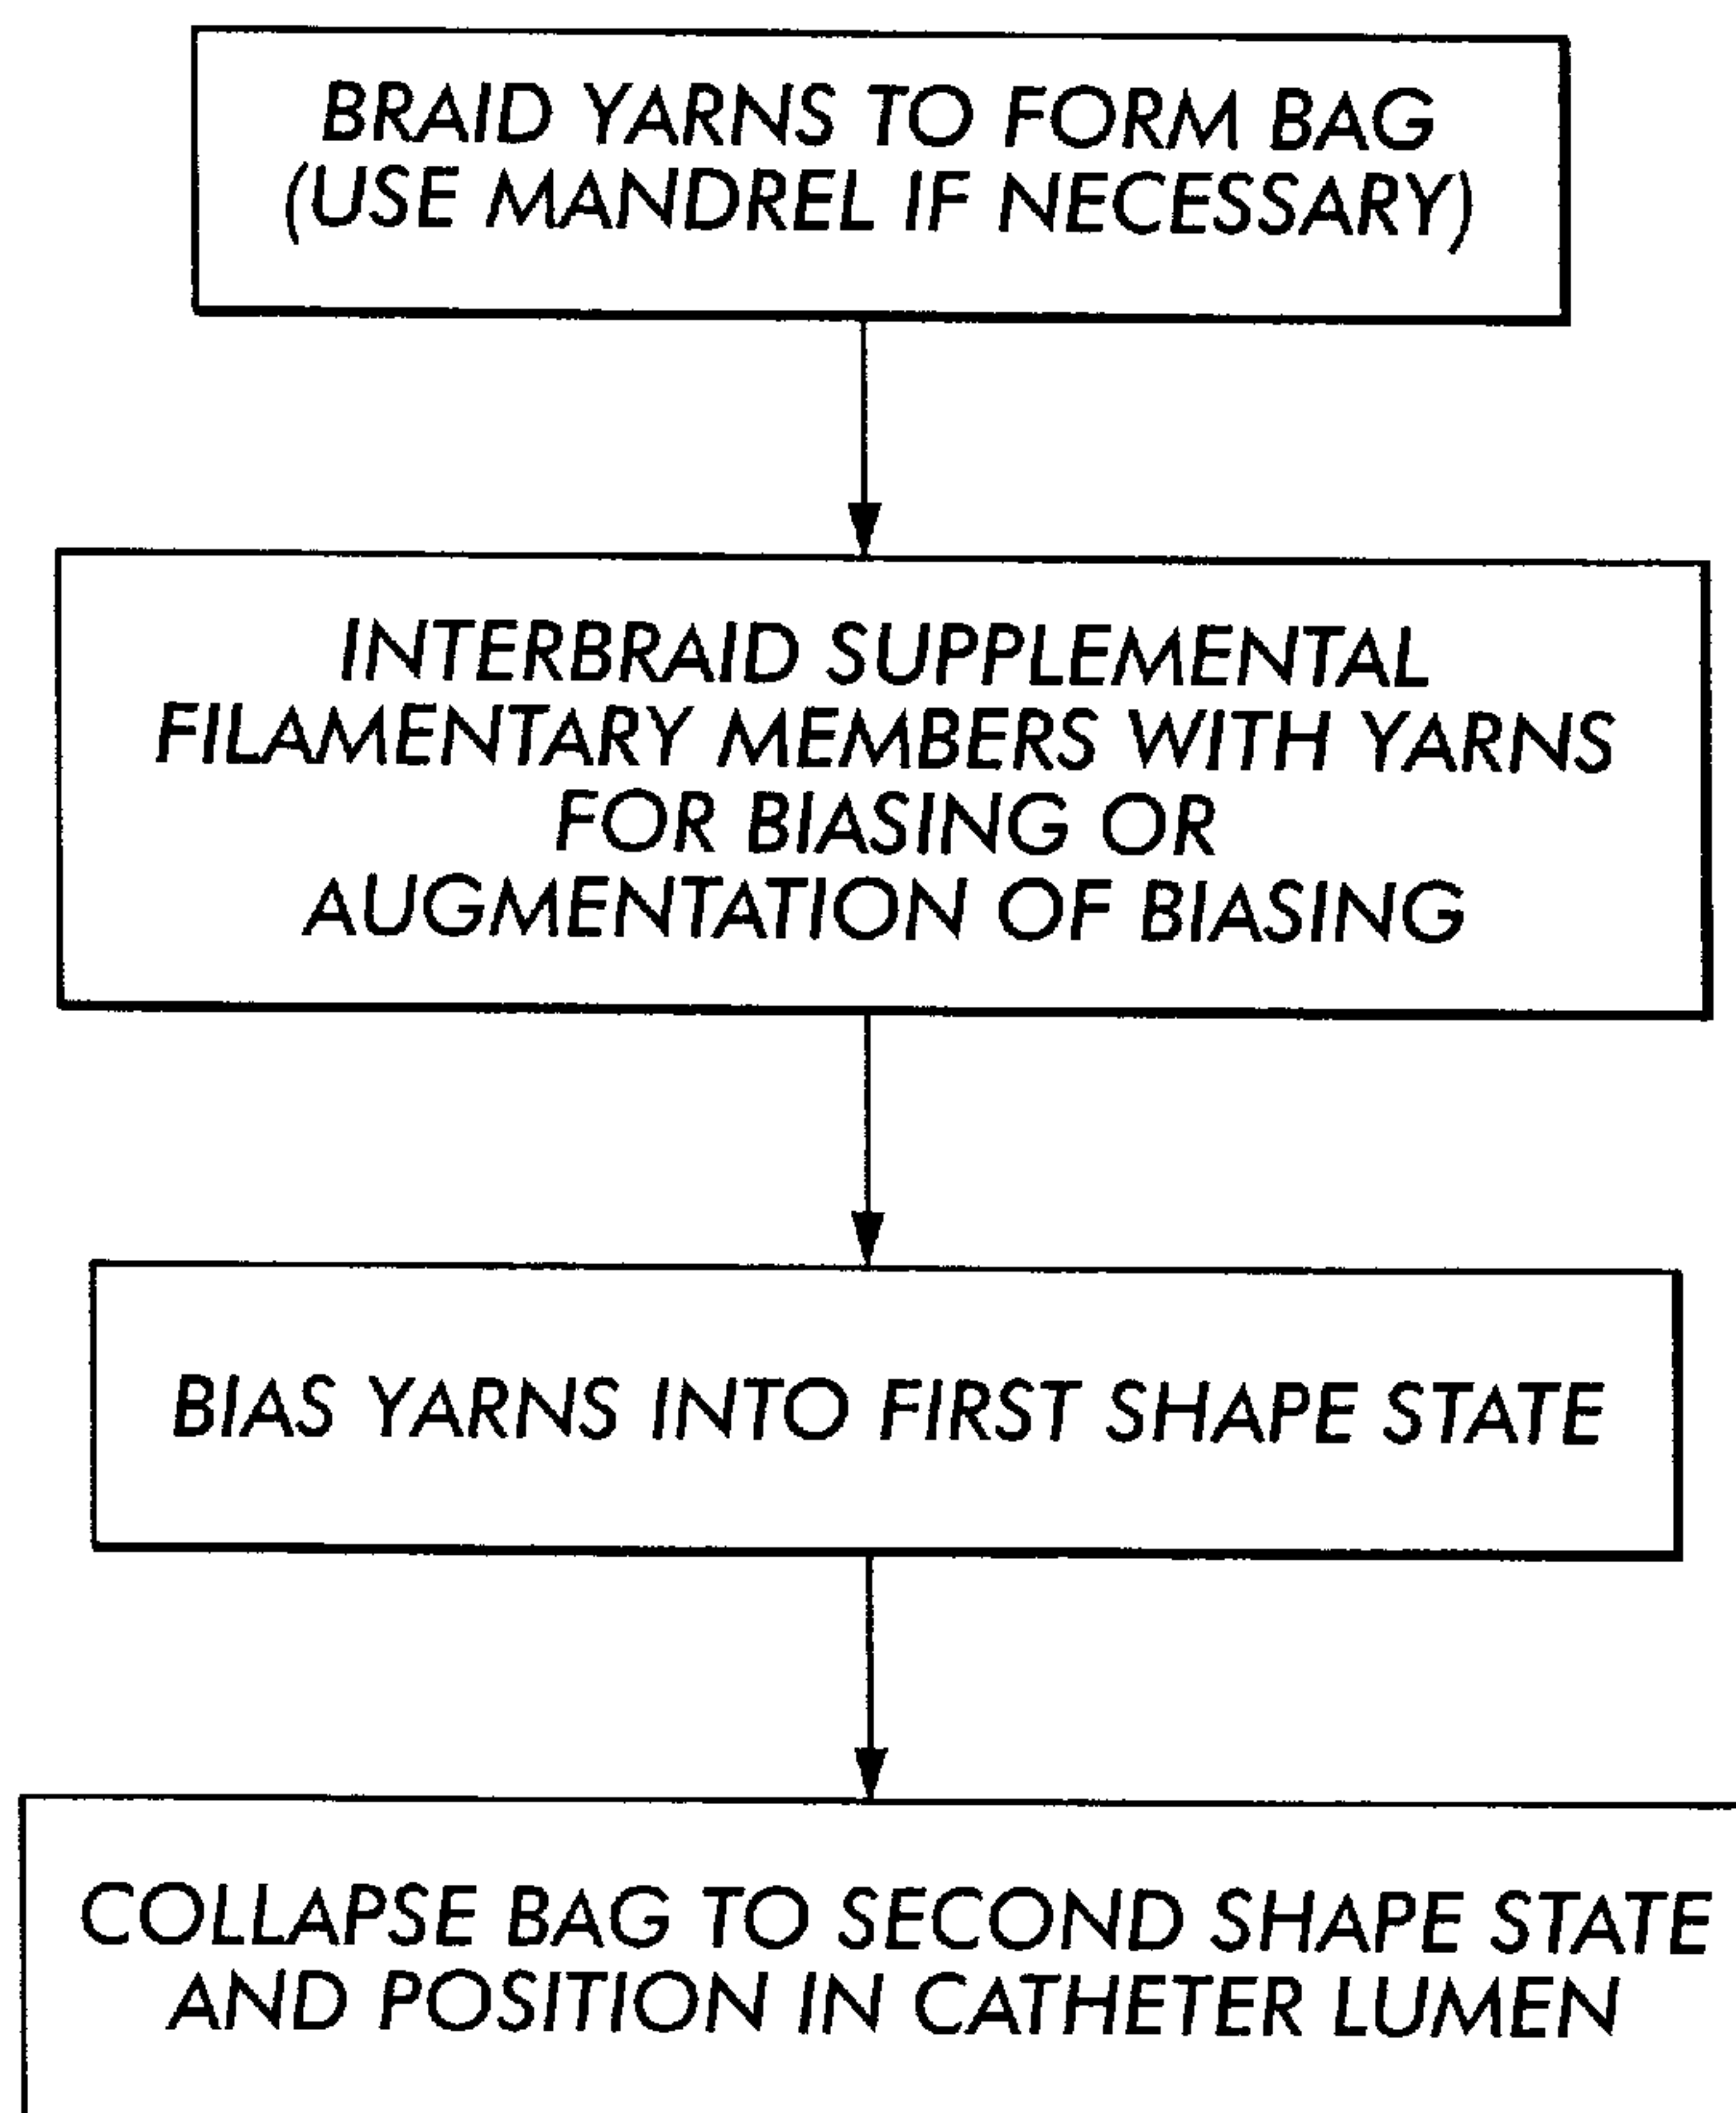 BRAID YARNS TO FORM BAG
(USE MANDREL IF NECESSARY)
INTERBRAID SUPPLEMENTAL
FILAMENTARY MEMBERS WITH YARNS
FOR BIASING OR
AUGMENTATION OF BIASING
BIAS YARNS INTO FIRST SHAPE STATE
COLLAPSE BAG TO SECOND SHAPE STATE
AND POSITION IN CATHETER LUMEN